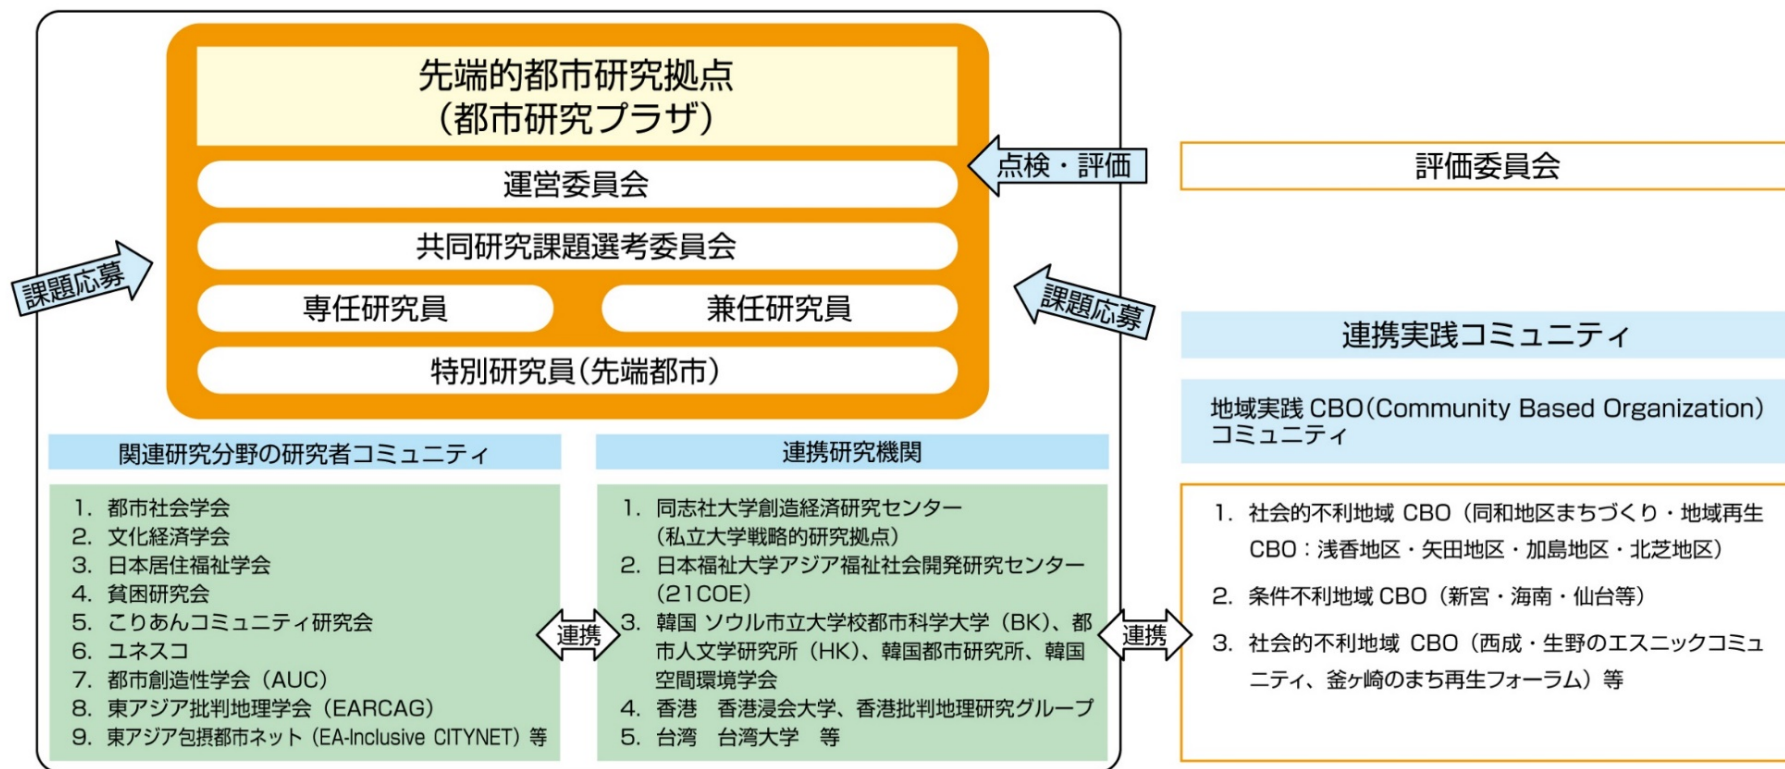 先端的都市研究拠点
（都市研究プラザ）
運営委員会
共同研究課題選考委員会
専任研究員
兼任研究員
特別研究員（先端都市）
課題応募
点検・評価
課題応募
評価委員会
連携実践コミュニティ
地域実践 CBO（Community Based Organization）
コミュニティ
関連研究分野の研究者コミュニティ
1. 都市社会学会
2. 文化経済学会
3. 日本居住福祉学会
4. 貧困研究会
5. こりあんコミュニティ研究会
6. ユネスコ
7. 都市創造性学会（AUC）
8. 東アジア批判地理学会（EARCAG）
9. 東アジア包摂都市ネット（EA-Inclusive CITYNET）等
連携
連携研究機関
1. 同志社大学創造経済研究センター
（私立大学戦略的研究拠点）
2. 日本福祉大学アジア福祉社会開発研究センター
（21COE）
3. 韓国 ソウル市立大学校都市科学大学（BK）、都
市人文学研究所（HK）、韓国都市研究所、韓国
空間環境学会
4. 香港　香港浸会大学、香港批判地理研究グループ
5. 台湾　台湾大学　等
連携
1. 社会的不利地域 CBO（同和地区まちづくり・地域再生
CBO：浅香地区・矢田地区・加島地区・北芝地区）
2. 条件不利地域 CBO（新宮・海南・仙台等）
3. 社会的不利地域 CBO（西成・生野のエスニックコミュ
ニティ、釜ヶ崎のまち再生フォーラム）等